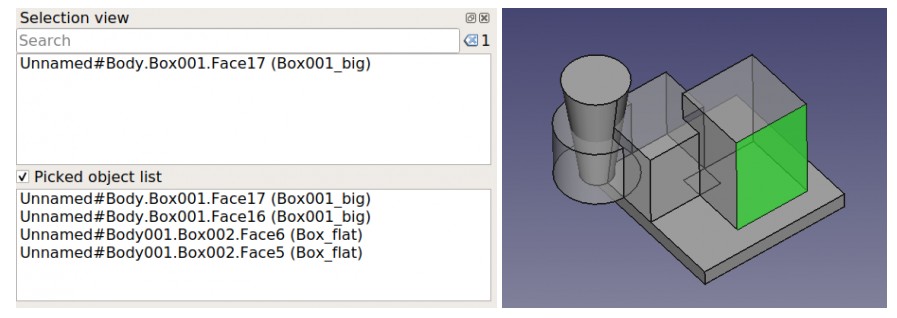 Selection view
Search
1
Unnamed#Body.Box001.Face17 (Box001_big)
Picked object list
Unnamed#Body.Box001.Face17 (Box001_big)
Unnamed#Body.Box001.Face16 (Box001_big)
Unnamed#Body001.Box002.Face6 (Box_flat)
Unnamed#Body001.Box002.Face5 (Box_flat)